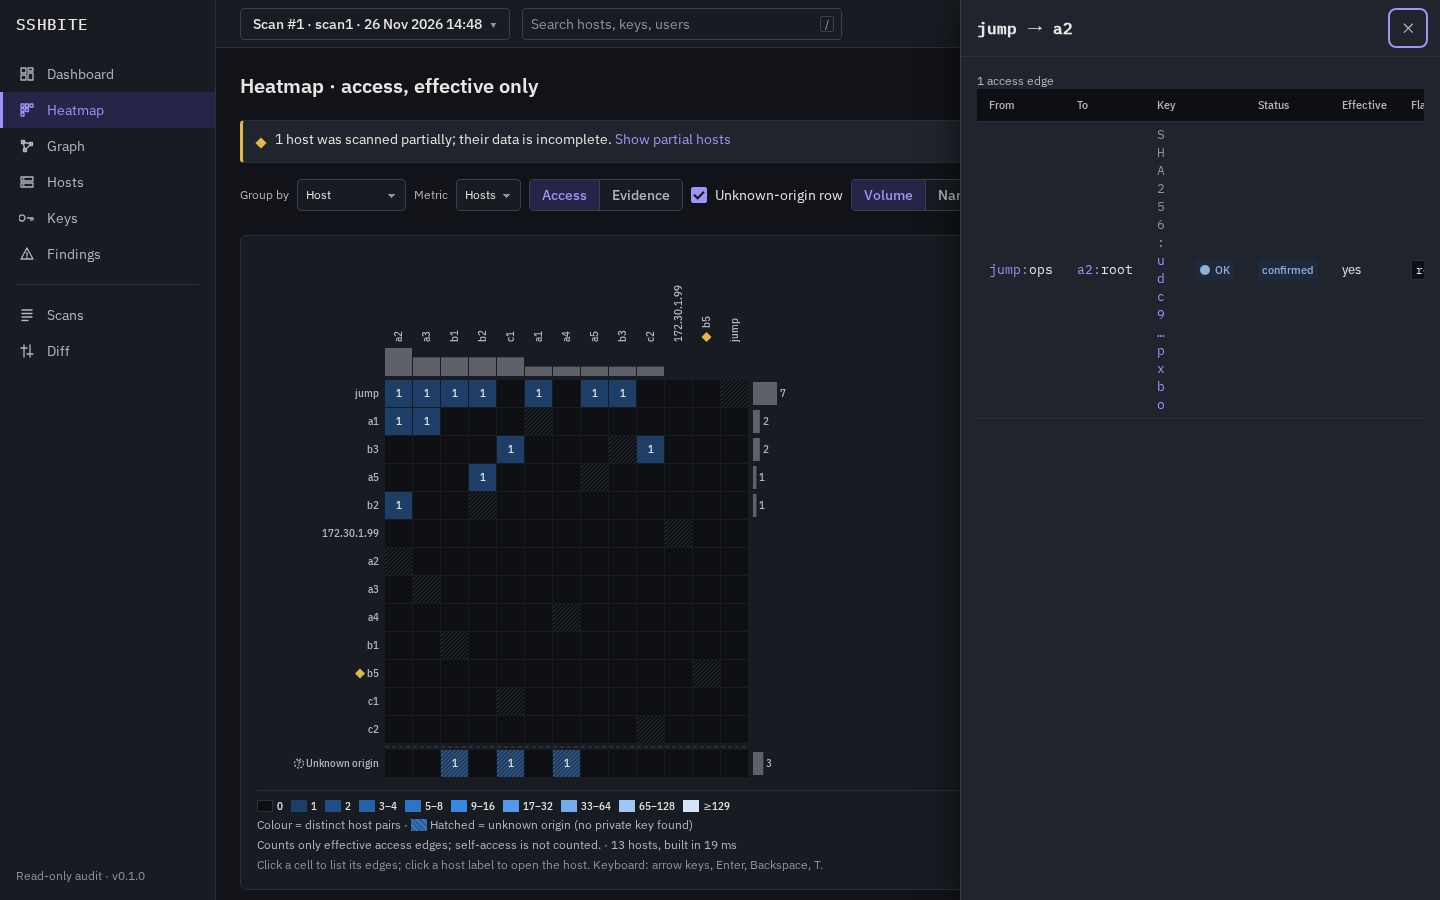 SSHBITE
Dashboard
Heatmap
Graph
Hosts
Keys
Findings
Scans
Diff
Read-only audit · v0.1.0
Scan #1 · scan1 · 26 Nov 2026 14:48
Search hosts, keys, users /
Heatmap · access, effective only
1 host was scanned partially; their data is incomplete. Show partial hosts
Group by Host Metric Hosts Access Evidence Unknown-origin row Volume
a2 a3 b1 b2 c1 a1 a4 a5 b3 c2 172.30.1.99 b5 jump
jump 1 1 1 1 1 1 1 7
a1 1 1 2
b3 1 1 2
a5 1 1
b2 1 1
172.30.1.99
a2
a3
a4
b1
b5
c1
c2
Unknown origin 1 1 1 3
0 1 2 3–4 5–8 9–16 17–32 33–64 65–128 ≥129
Colour = distinct host pairs · Hatched = unknown origin (no private key found)
Counts only effective access edges; self-access is not counted. · 13 hosts, built in 19 ms
Click a cell to list its edges; click a host label to open the host. Keyboard: arrow keys, Enter, Backspace, T.
jump → a2
1 access edge
From To Key Status Effective
jump:ops a2:root SHA256:udc9…pxbo OK confirmed yes